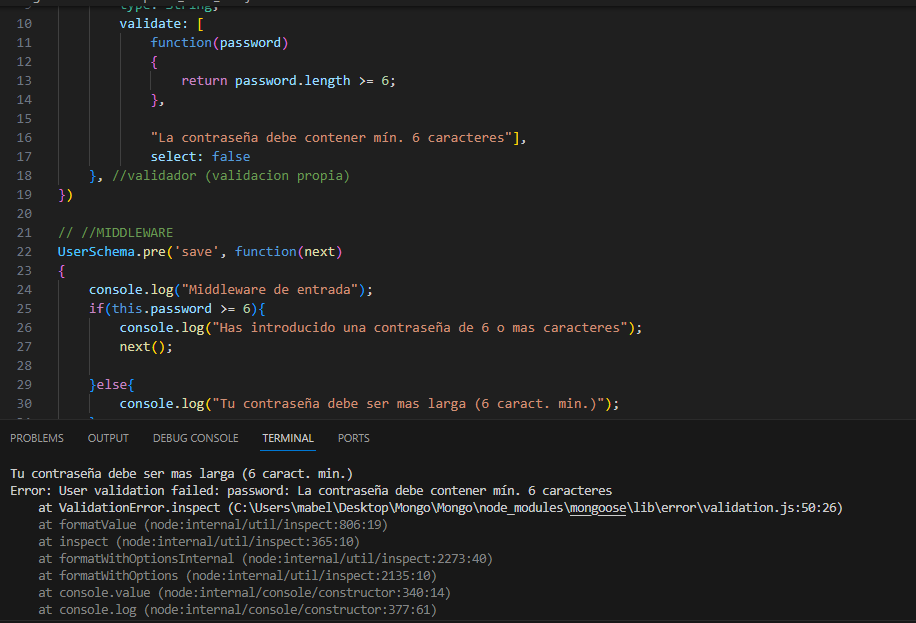 9 type: String,
10 validate: [
11 function(password)
12 {
13 return password.length >= 6;
14 },
15
16 "La contraseña debe contener mín. 6 caracteres"],
17 select: false
18 }, //validador (validacion propia)
19 })
20
21 // //MIDDLEWARE
22 UserSchema.pre('save', function(next)
23 {
24 console.log("Middleware de entrada");
25 if(this.password >= 6){
26 console.log("Has introducido una contraseña de 6 o mas caracteres");
27 next();
28
29 }else{
30 console.log("Tu contraseña debe ser mas larga (6 caract. min.)");
PROBLEMS OUTPUT DEBUG CONSOLE TERMINAL PORTS
Tu contraseña debe ser mas larga (6 caract. min.)
Error: User validation failed: password: La contraseña debe contener mín. 6 caracteres
at ValidationError.inspect (C:\Users\mabel\Desktop\Mongo\Mongo\node_modules\mongoose\lib\error\validation.js:50:26)
at formatValue (node:internal/util/inspect:806:19)
at inspect (node:internal/util/inspect:365:10)
at formatWithOptionsInternal (node:internal/util/inspect:2273:40)
at formatWithOptions (node:internal/util/inspect:2135:10)
at console.value (node:internal/console/constructor:340:14)
at console.log (node:internal/console/constructor:377:61)